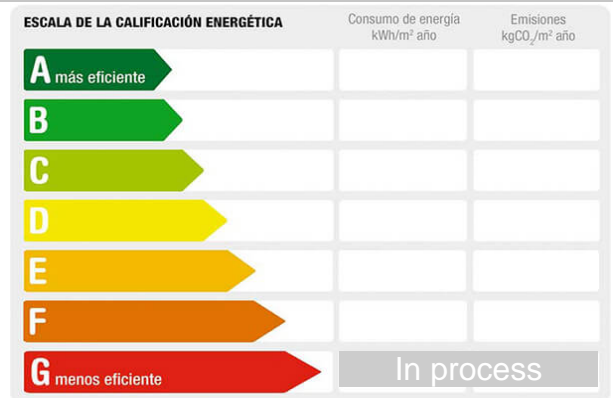 ESCALA DE LA CALIFICACIÓN ENERGÉTICA
Consumo de energía
kWh/m² año
Emisiones
kgCO₂/m² año
A más eficiente
B
C
D
E
F
G menos eficiente
In process